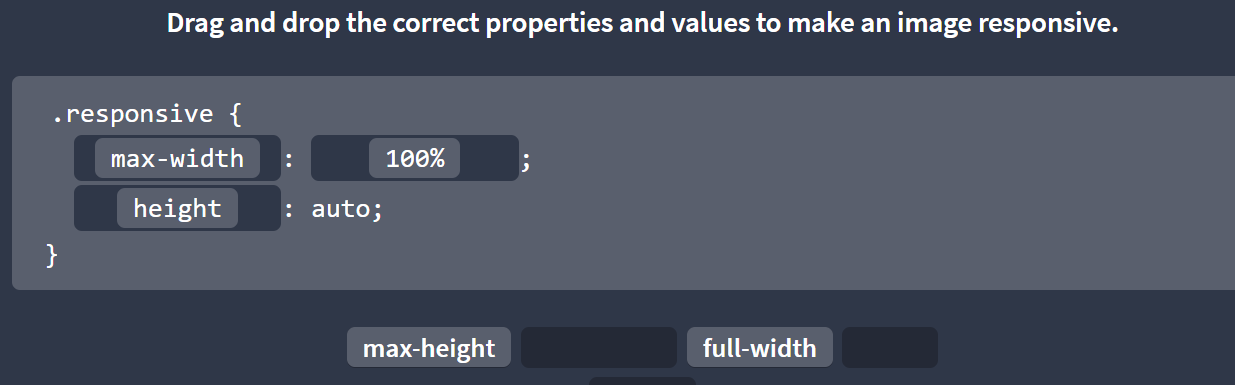 Drag and drop the correct properties and values to make an image responsive.
.responsive {
max-width : 100% ;
height : auto;
}
max-height full-width